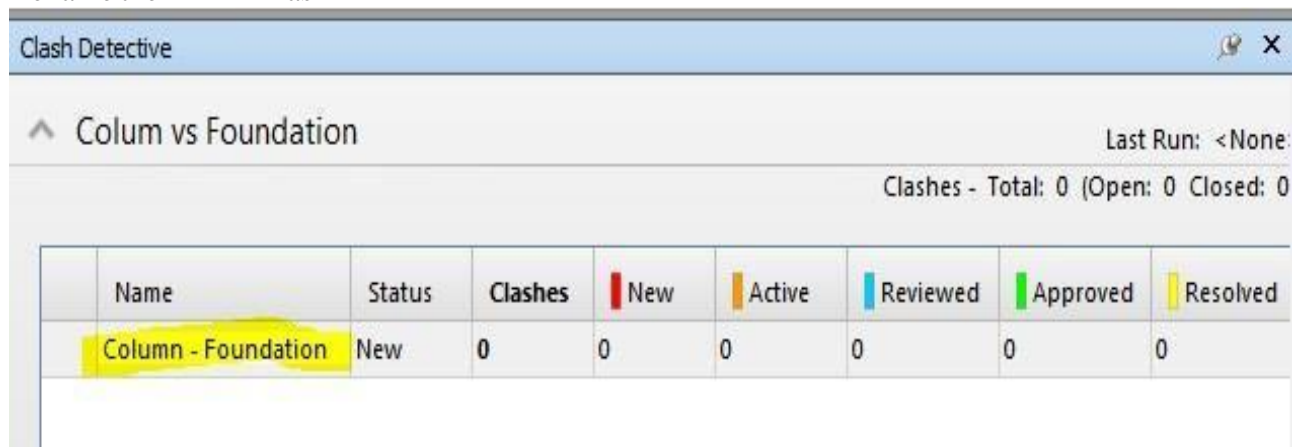 Clash Detective
Colum vs Foundation
Last Run: <None
Clashes - Total: 0 (Open: 0 Closed: 0
Name Status Clashes New Active Reviewed Approved Resolved
Column - Foundation New 0 0 0 0 0 0